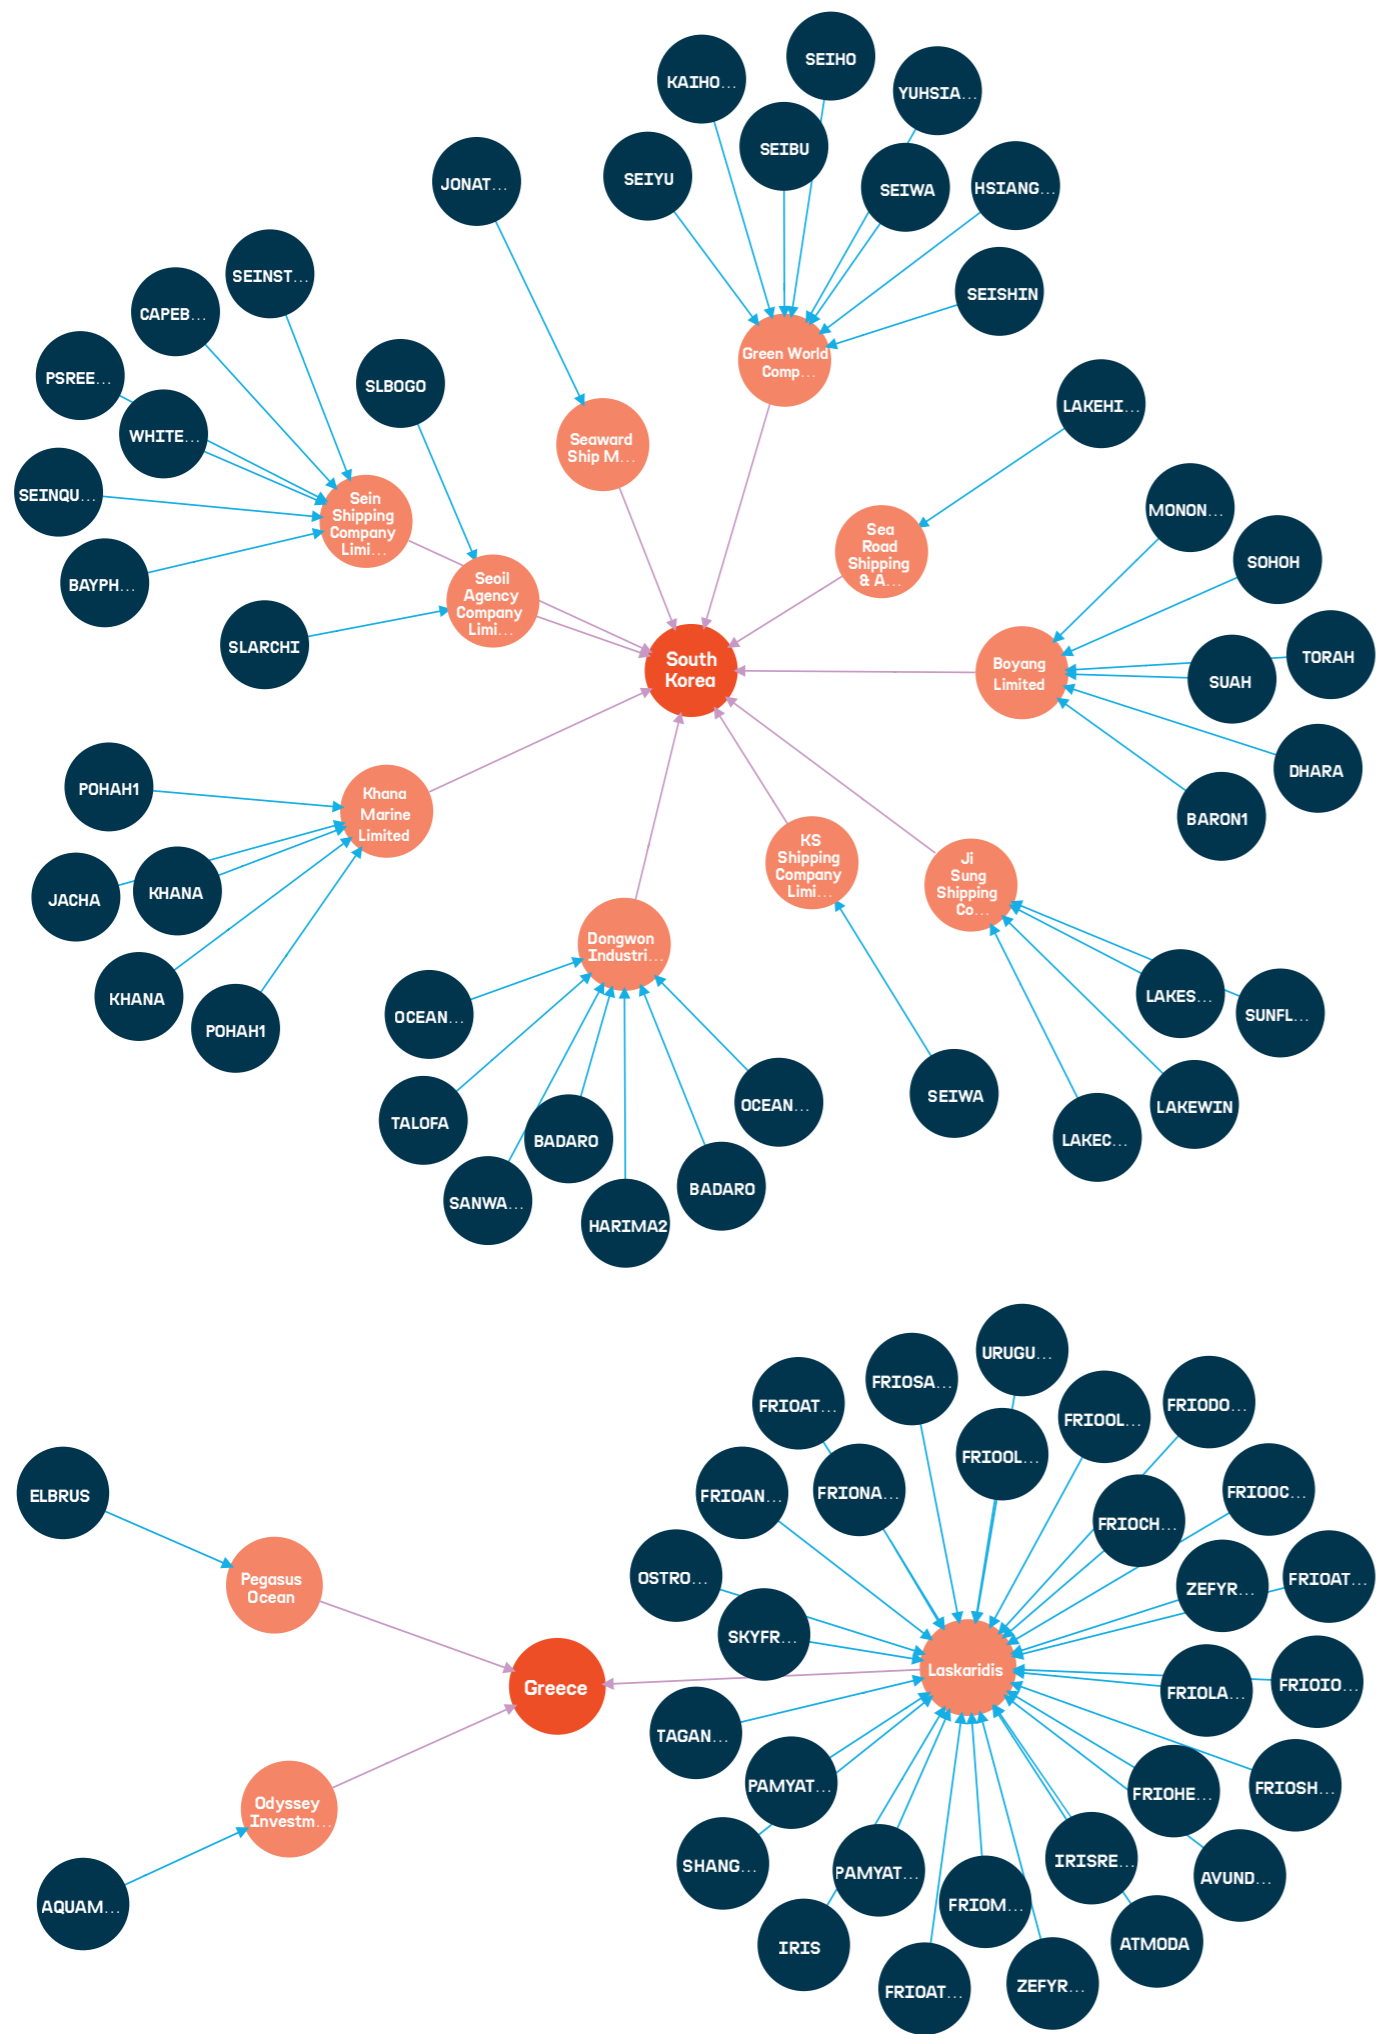 SEIHO
KAIHO...
YUHSIA...
SEIBU
SEIYU
SEIWA
HSIANG...
JONAT...
SEINST...
SEISHIN
CAPEB...
Green World
Comp...
PSREE...
SLBOGO
LAKEHI...
WHITE...
Seaward
Ship M...
SEINQU...
Sein
Shipping
Company
Limi...
MONON...
Sea
Road
Shipping
& A...
SOHOH
BAYPH...
Seoil
Agency
Company
Limi...
SLARCHI
South
Korea
Boyang
Limited
TORAH
SUAH
DHARA
POHAH1
Khana
Marine
Limited
BARON1
KS
Shipping
Company
Limi...
Ji
Sung
Shipping
Co...
JACHA
KHANA
Dongwon
Industri...
KHANA
POHAH1
OCEAN...
LAKES...
SUNFL...
TALOFA
BADARO
OCEAN...
SEIWA
LAKEWIN
LAKEC...
SANWA...
HARIMA2
BADARO
URUGU...
FRIOSA...
FRIOAT...
FRIOOL...
FRIODO...
FRIOOL...
ELBRUS
FRIOAN...
FRIONA...
FRIOOC...
FRIOCH...
Pegasus
Ocean
OSTRO...
ZEFYR...
FRIOAT...
SKYFR...
Laskaridis
Greece
FRIOLA...
FRIOIO...
TAGAN...
PAMYAT...
FRIOHE...
FRIOSH...
Odyssey
Investm...
SHANG...
PAMYAT...
IRISRE...
AVUND...
AQUAM...
FRIOM...
IRIS
ATMODA
FRIOAT...
ZEFYR...